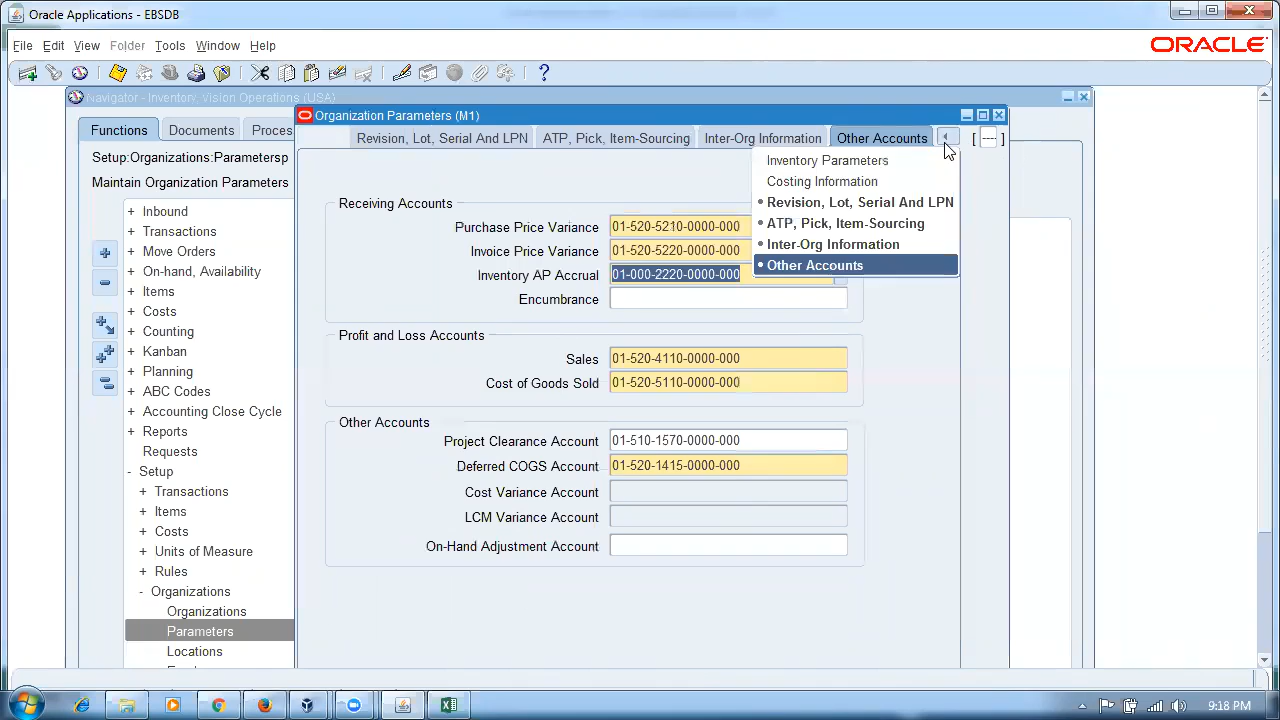 Oracle Applications - EBSDB
File Edit View Folder Tools Window Help
ORACLE
Navigator - Inventory, Vision Operations (USA)
Functions Documents Proces
Setup:Organizations:Parametersp
Maintain Organization Parameters
+ Inbound
+ Transactions
+ Move Orders
+ On-hand, Availability
+ Items
+ Costs
+ Counting
+ Kanban
+ Planning
+ ABC Codes
+ Accounting Close Cycle
+ Reports
Requests
- Setup
+ Transactions
+ Items
+ Costs
+ Units of Measure
+ Rules
- Organizations
Organizations
Parameters
Locations
Organization Parameters (M1)
Revision, Lot, Serial And LPN ATP, Pick, Item-Sourcing Inter-Org Information Other Accounts [ ]
Inventory Parameters
Costing Information
• Revision, Lot, Serial And LPN
• ATP, Pick, Item-Sourcing
• Inter-Org Information
• Other Accounts
Receiving Accounts
Purchase Price Variance 01-520-5210-0000-000
Invoice Price Variance 01-520-5220-0000-000
Inventory AP Accrual 01-000-2220-0000-000
Encumbrance
Profit and Loss Accounts
Sales 01-520-4110-0000-000
Cost of Goods Sold 01-520-5110-0000-000
Other Accounts
Project Clearance Account 01-510-1570-0000-000
Deferred COGS Account 01-520-1415-0000-000
Cost Variance Account
LCM Variance Account
On-Hand Adjustment Account
9:18 PM